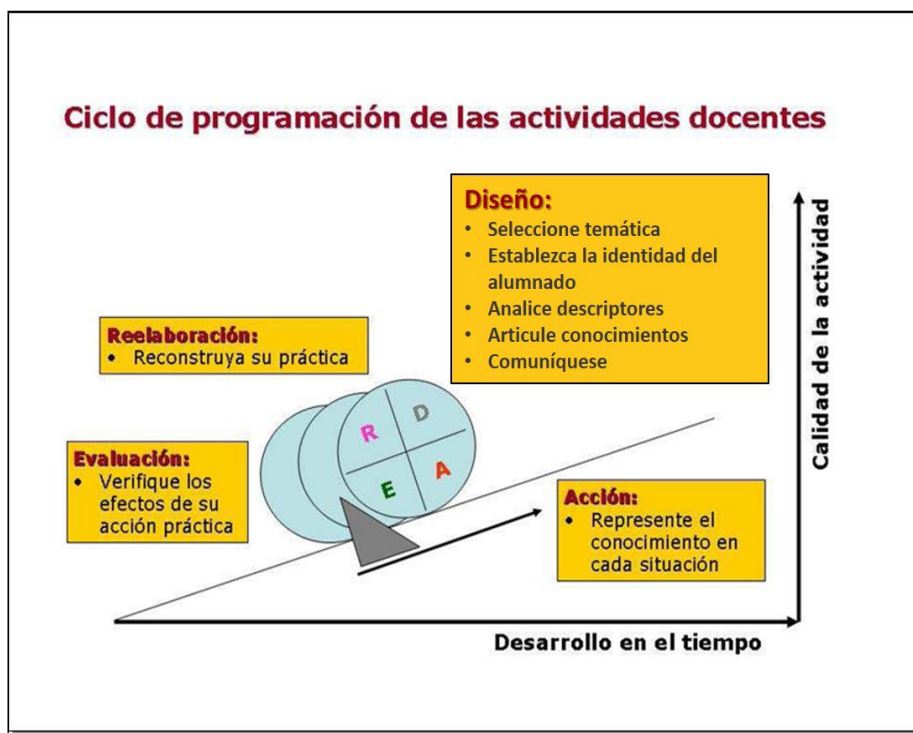 Ciclo de programación de las actividades docentes
Diseño:
• Seleccione temática
• Establezca la identidad del
alumnado
• Analice descriptores
• Articule conocimientos
• Comuníquese
Reelaboración:
• Reconstruya su práctica
R
D
E
A
Evaluación:
• Verifique los
efectos de su
acción práctica
Acción:
• Represente el
conocimiento en
cada situación
Calidad de la actividad
Desarrollo en el tiempo